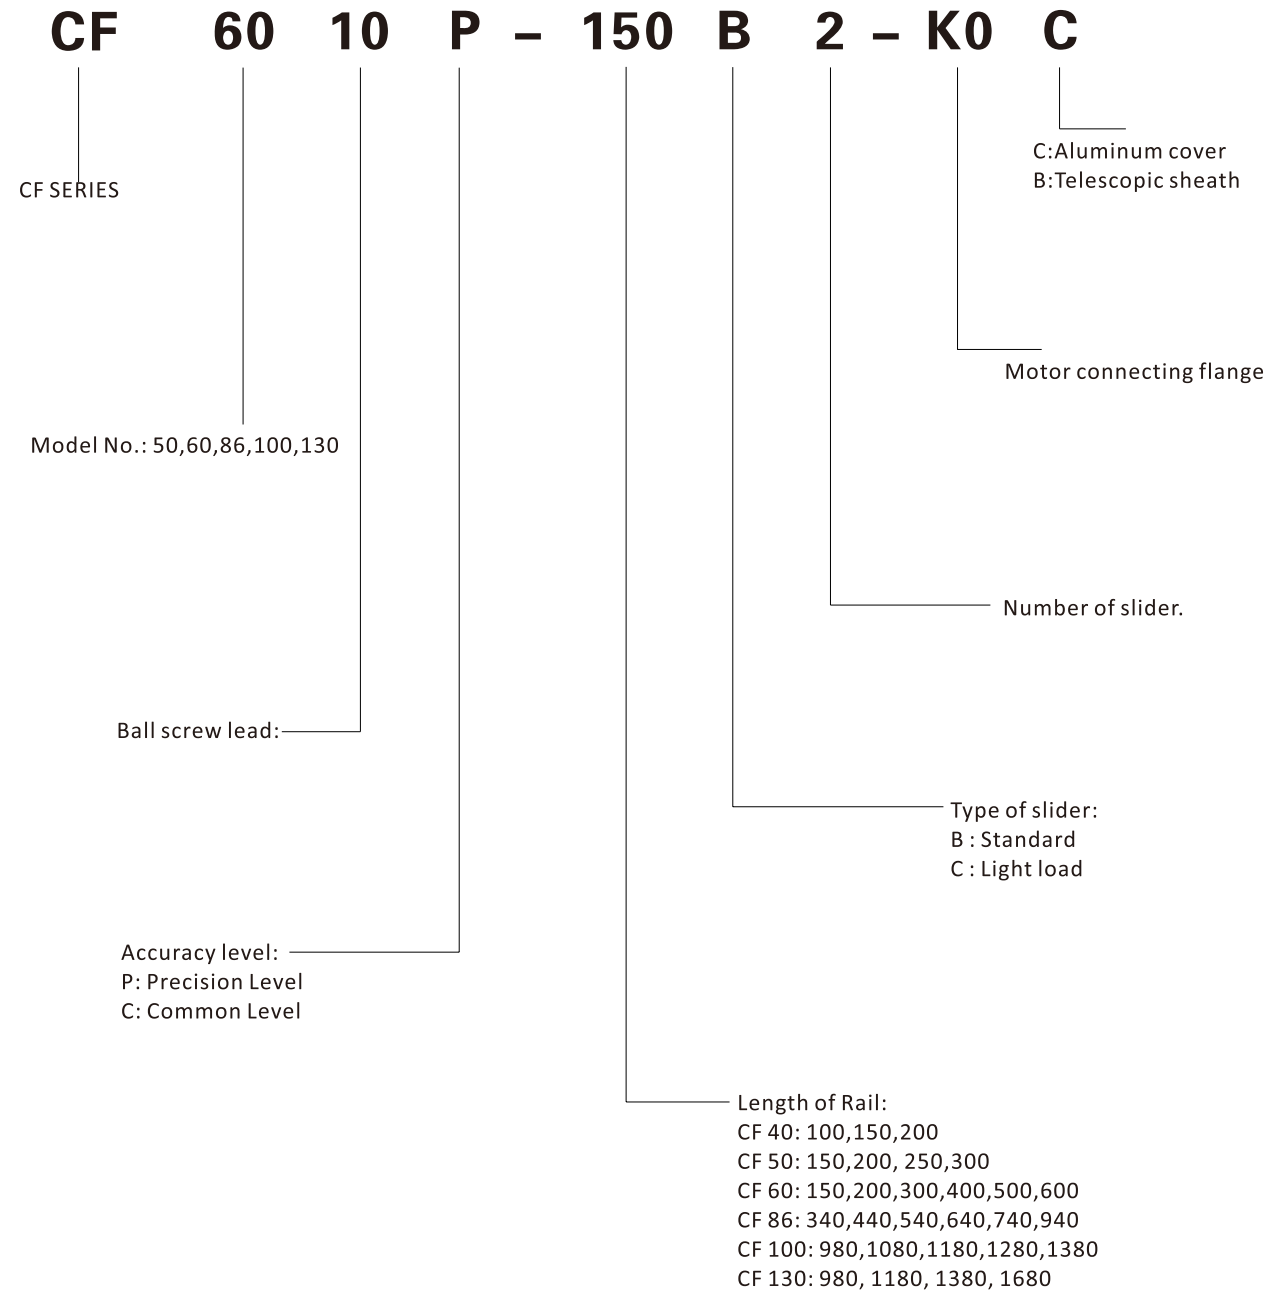 CF 60 10 P – 150 B 2 – K0 C
C:Aluminum cover
B:Telescopic sheath
CF SERIES
Motor connecting flange
Model No.: 50,60,86,100,130
Number of slider.
Ball screw lead:
Type of slider:
B : Standard
C : Light load
Accuracy level:
P: Precision Level
C: Common Level
Length of Rail:
CF 40: 100,150,200
CF 50: 150,200, 250,300
CF 60: 150,200,300,400,500,600
CF 86: 340,440,540,640,740,940
CF 100: 980,1080,1180,1280,1380
CF 130: 980, 1180, 1380, 1680